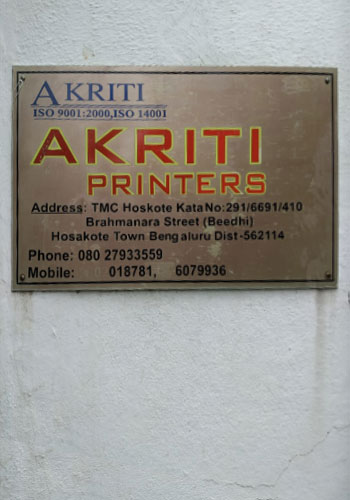 AKRITI
ISO 9001:2000,ISO 14001
AKRITI
PRINTERS
Address: TMC Hoskote Kata No:291/6691/410
Brahmanara Street (Beedhi)
Hosakote Town Bengaluru Dist-562114
Phone: 080 27933559
Mobile: 018781, 6079936